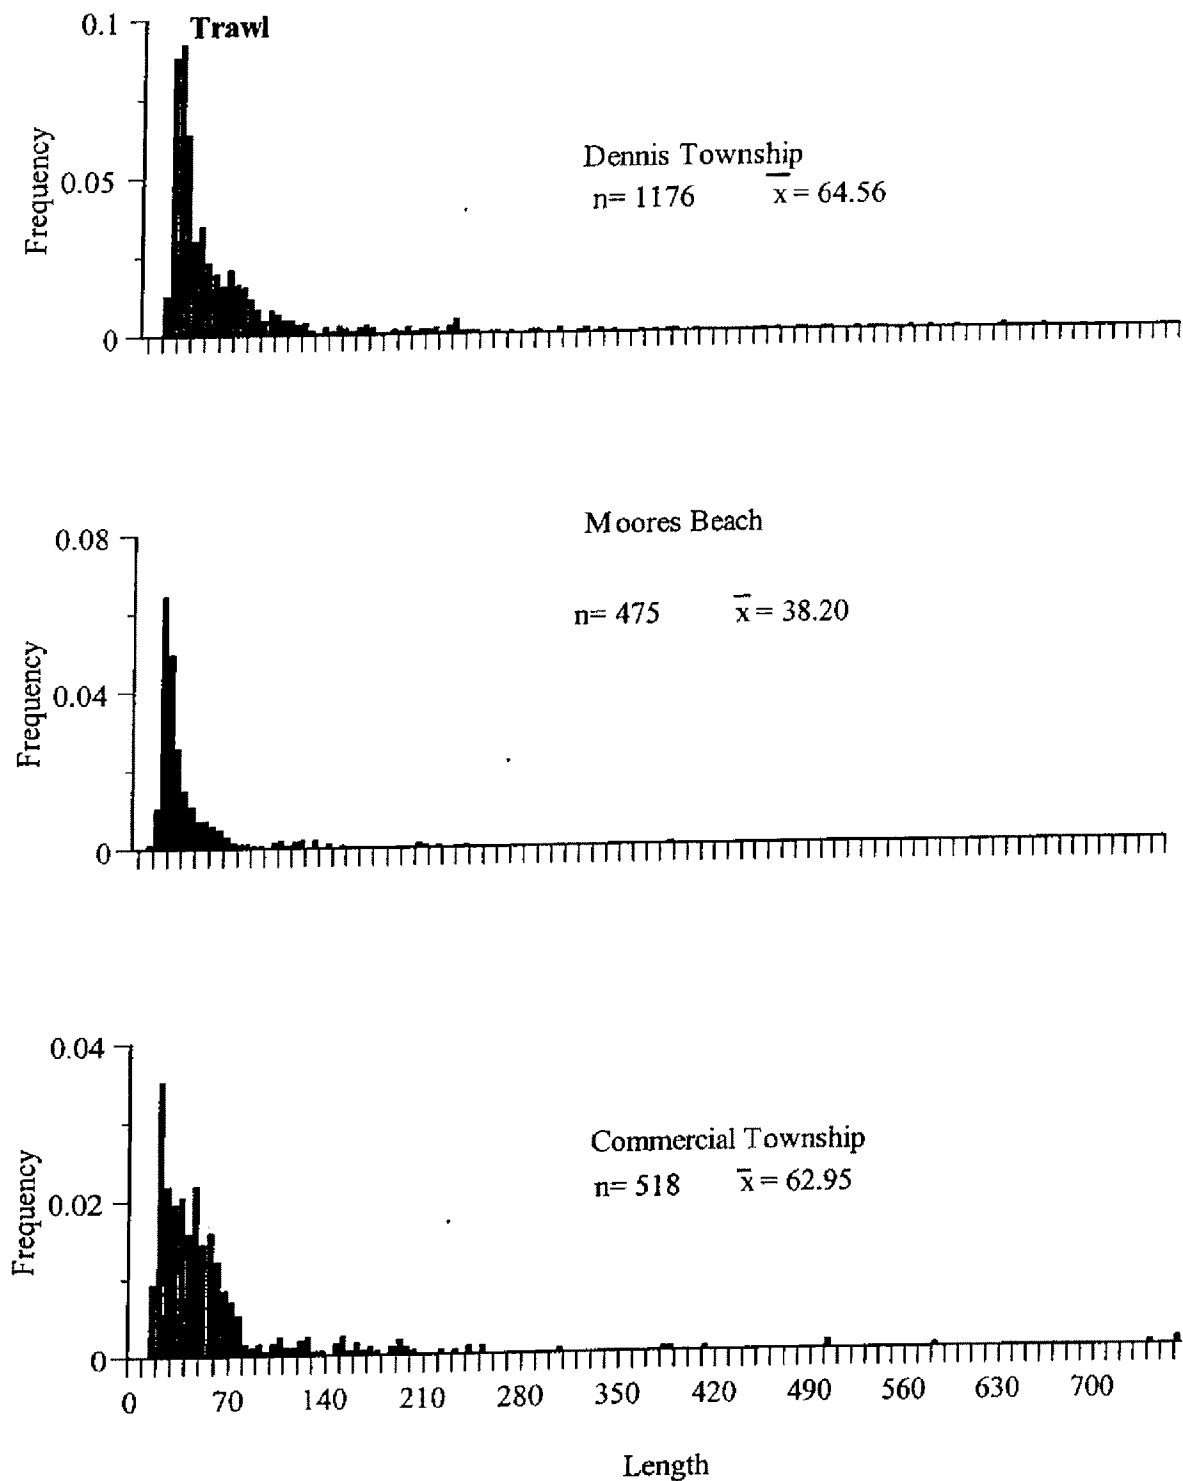 0.1
Trawl
Frequency
0.05
0
Dennis Township
n= 1176 x̄ = 64.56
0.08
Frequency
0.04
0
Moores Beach
n= 475 x̄ = 38.20
0.04
Frequency
0.02
0
Commercial Township
n= 518 x̄ = 62.95
0 70 140 210 280 350 420 490 560 630 700
Length